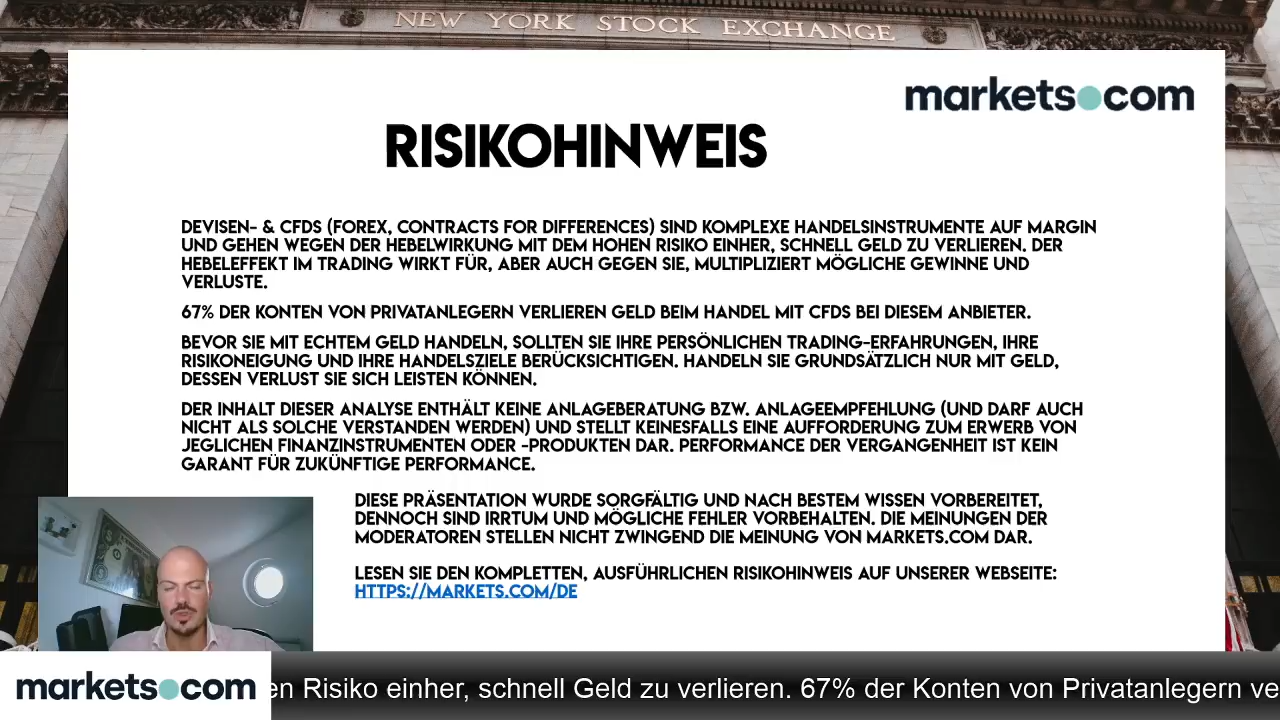 NEW YORK STOCK EXCHANGE
markets.com
RISIKOHINWEIS
DEVISEN- & CFDS (FOREX, CONTRACTS FOR DIFFERENCES) SIND KOMPLEXE HANDELSINSTRUMENTE AUF MARGIN
UND GEHEN WEGEN DER HEBELWIRKUNG MIT DEM HOHEN RISIKO EINHER, SCHNELL GELD ZU VERLIEREN. DER
HEBELEFFEKT IM TRADING WIRKT FÜR, ABER AUCH GEGEN SIE, MULTIPLIZIERT MÖGLICHE GEWINNE UND
VERLUSTE.
67% DER KONTEN VON PRIVATANLEGERN VERLIEREN GELD BEIM HANDEL MIT CFDS BEI DIESEM ANBIETER.
BEVOR SIE MIT ECHTEM GELD HANDELN, SOLLTEN SIE IHRE PERSÖNLICHEN TRADING-ERFAHRUNGEN, IHRE
RISIKONEIGUNG UND IHRE HANDELSZIELE BERÜCKSICHTIGEN. HANDELN SIE GRUNDSÄTZLICH NUR MIT GELD,
DESSEN VERLUST SIE SICH LEISTEN KÖNNEN.
DER INHALT DIESER ANALYSE ENTHÄLT KEINE ANLAGEBERATUNG BZW. ANLAGEEMPFEHLUNG (UND DARF AUCH
NICHT ALS SOLCHE VERSTANDEN WERDEN) UND STELLT KEINESFALLS EINE AUFFORDERUNG ZUM ERWERB VON
JEGLICHEN FINANZINSTRUMENTEN ODER -PRODUKTEN DAR. PERFORMANCE DER VERGANGENHEIT IST KEIN
GARANT FÜR ZUKÜNFTIGE PERFORMANCE.
DIESE PRÄSENTATION WURDE SORGFÄLTIG UND NACH BESTEM WISSEN VORBEREITET,
DENNOCH SIND IRRTUM UND MÖGLICHE FEHLER VORBEHALTEN. DIE MEINUNGEN DER
MODERATOREN STELLEN NICHT ZWINGEND DIE MEINUNG VON MARKETS.COM DAR.
LESEN SIE DEN KOMPLETTEN, AUSFÜHRLICHEN RISIKOHINWEIS AUF UNSERER WEBSEITE:
HTTPS://MARKETS.COM/DE
markets.com
en Risiko einher, schnell Geld zu verlieren. 67% der Konten von Privatanlegern ve